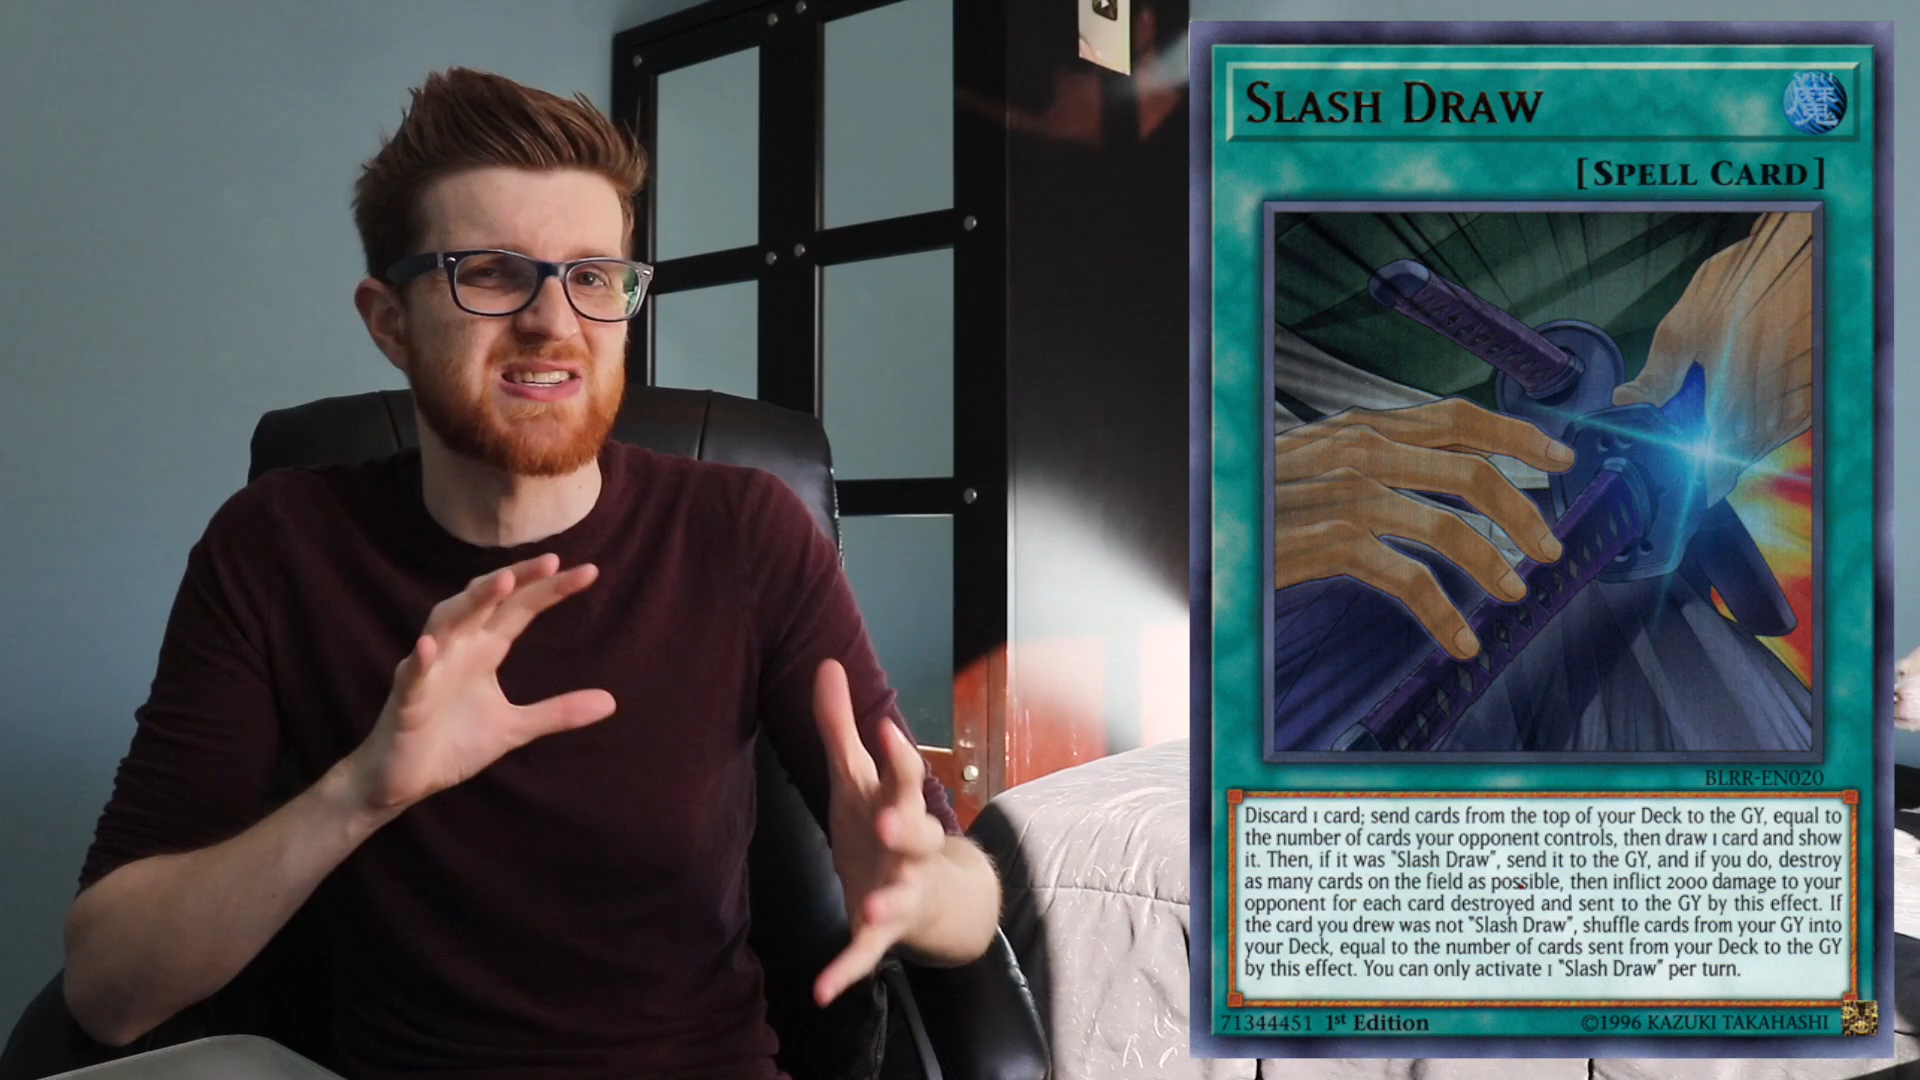 SLASH DRAW
SPELL
魔
[SPELL CARD]
BLRR-EN020
Discard 1 card; send cards from the top of your Deck to the GY, equal to
the number of cards your opponent controls, then draw 1 card and show
it. Then, if it was "Slash Draw", send it to the GY, and if you do, destroy
as many cards on the field as possible, then inflict 2000 damage to your
opponent for each card destroyed and sent to the GY by this effect. If
the card you drew was not "Slash Draw", shuffle cards from your GY into
your Deck, equal to the number of cards sent from your Deck to the GY
by this effect. You can only activate 1 "Slash Draw" per turn.
71344451 1st Edition
©1996 KAZUKI TAKAHASHI